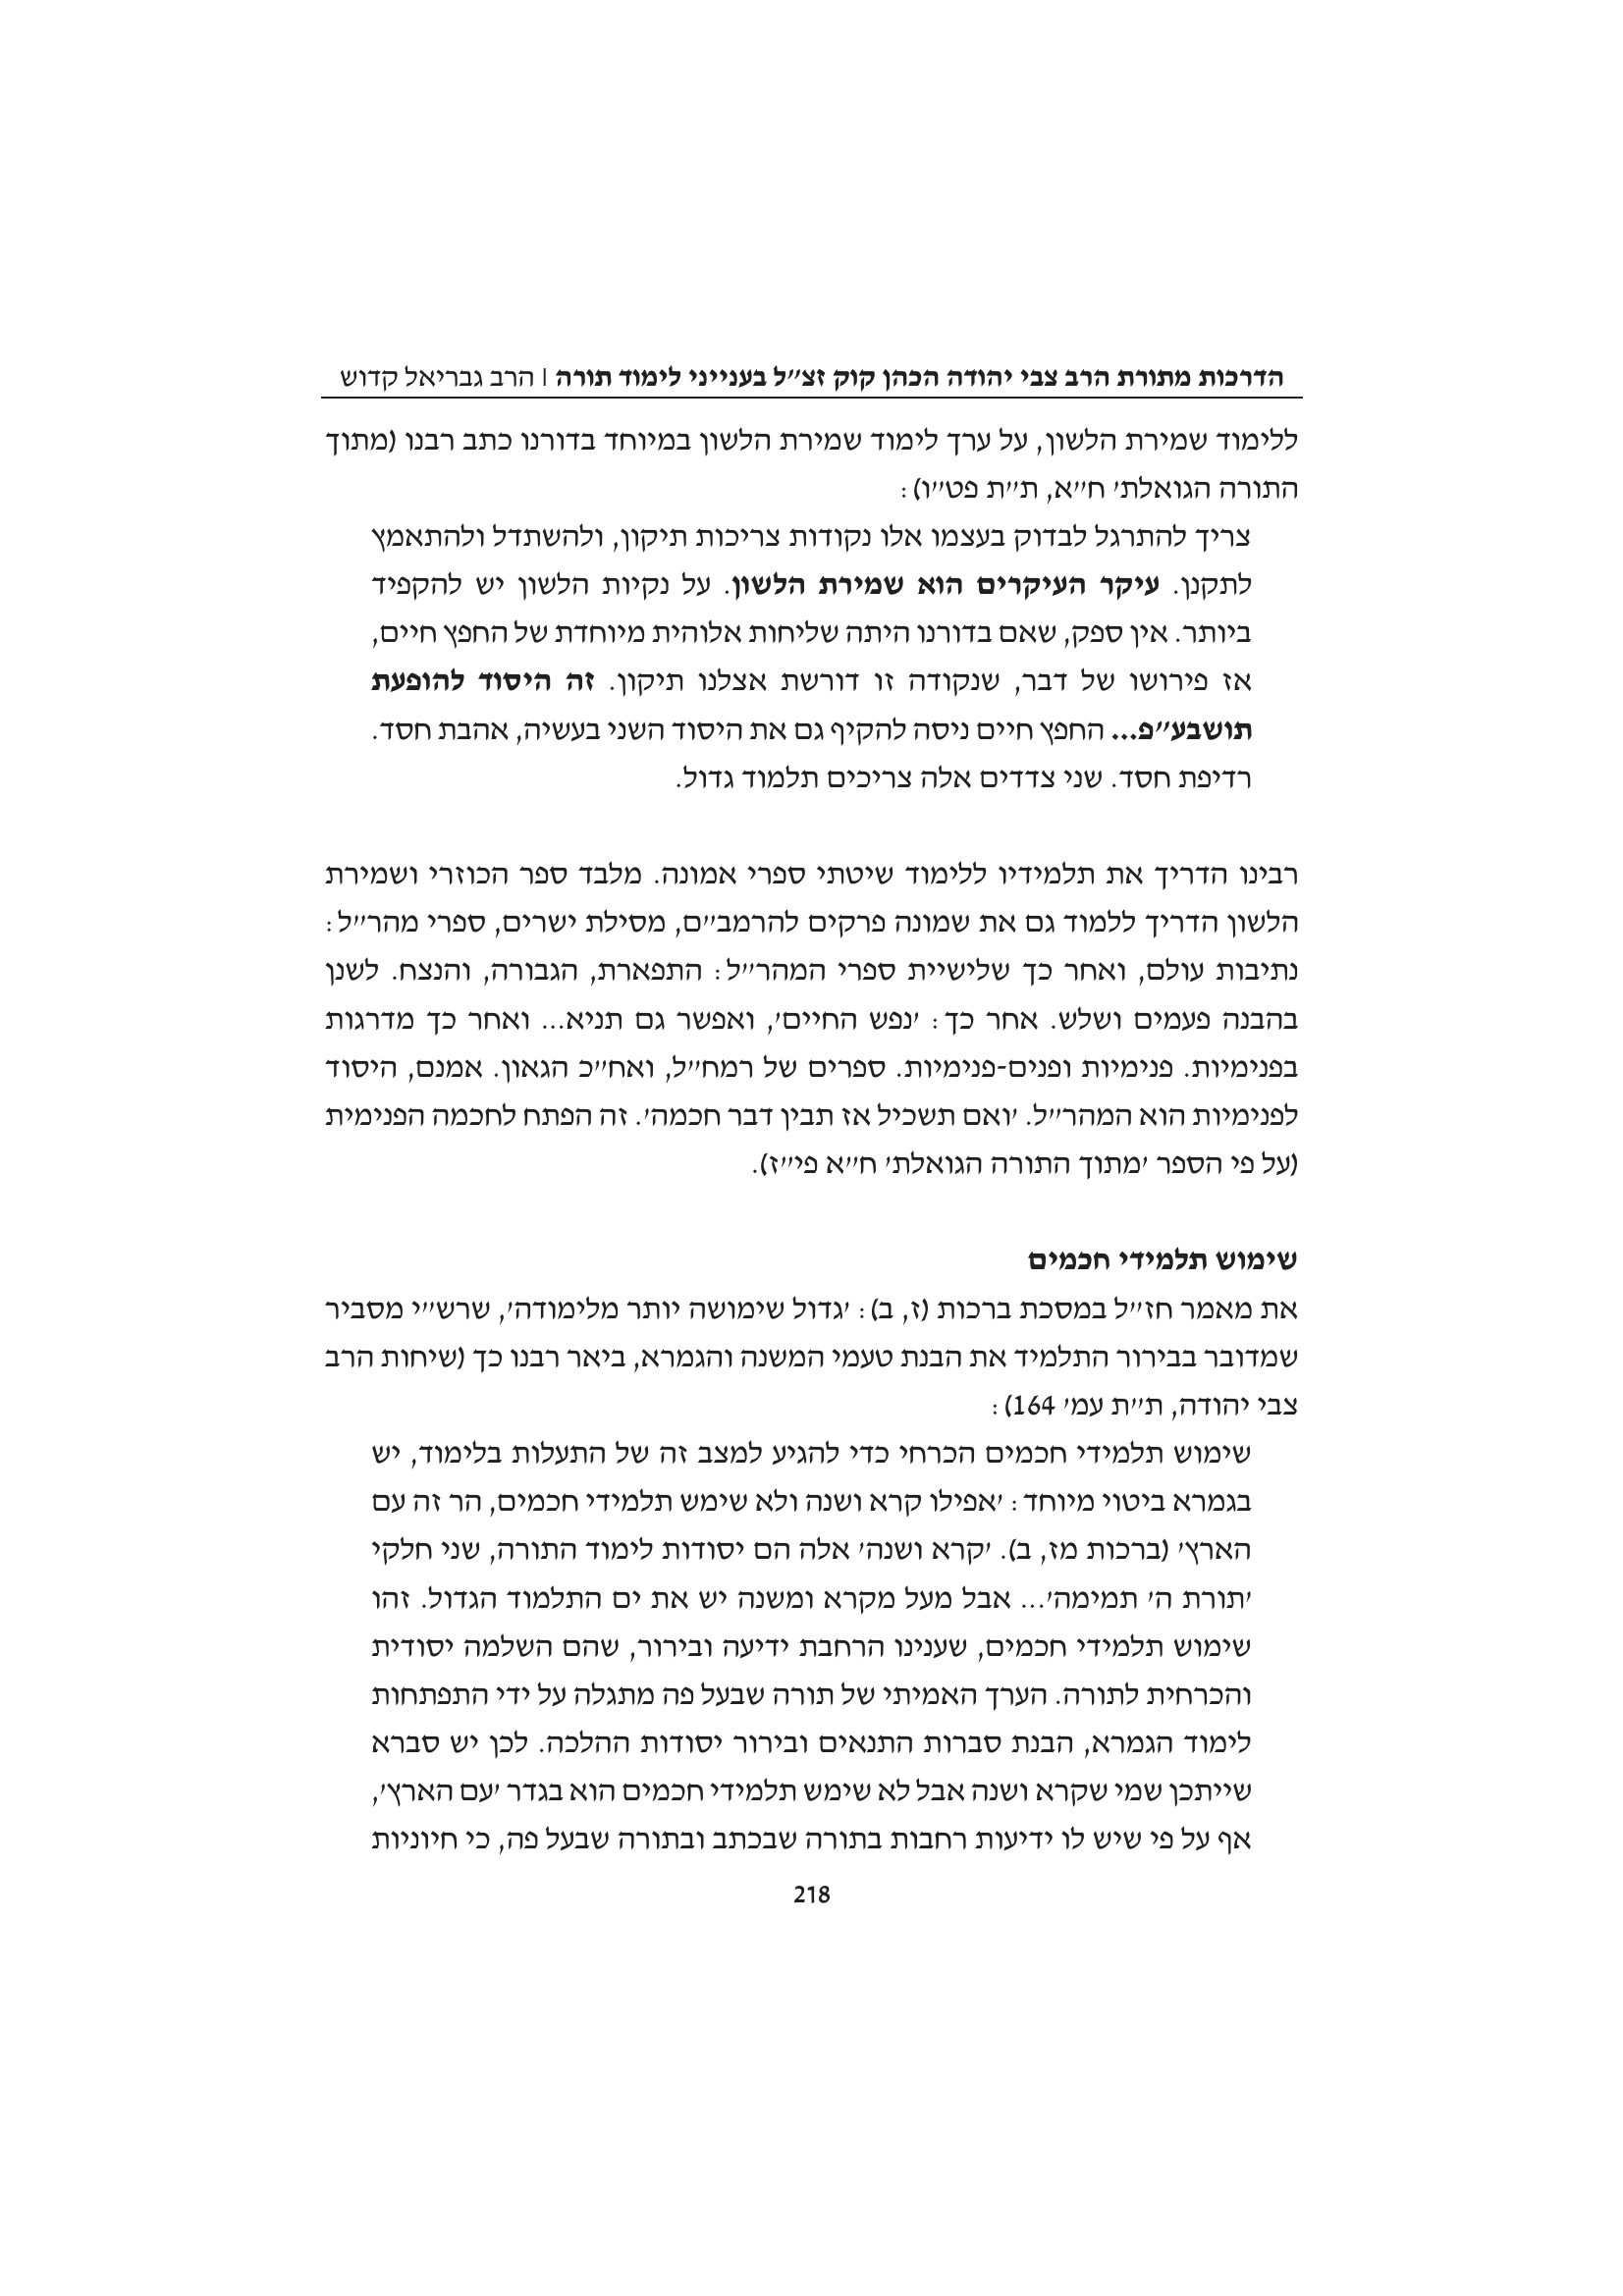 הדרכות מתורת הרב צבי יהודה הכהן קוק זצ״ל בענייני לימוד תורה | הרב גבריאל קדוש
ללימוד שמירת הלשון, על ערך לימוד שמירת הלשון במיוחד בדורנו כתב רבנו (מתוך
התורה הגואלת׳ ח״א, ת״ת פט״ו):
צריך להתרגל לבדוק בעצמו אלו נקודות צריכות תיקון, ולהשתדל ולהתאמץ
לתקנן. עיקר העיקרים הוא שמירת הלשון. על נקיות הלשון יש להקפיד
ביותר. אין ספק, שאם בדורנו היתה שליחות אלוהית מיוחדת של החפץ חיים,
אז פירושו של דבר, שנקודה זו דורשת אצלנו תיקון. זה היסוד להופעת
תושבע״פ... החפץ חיים ניסה להקיף גם את היסוד השני בעשיה, אהבת חסד.
רדיפת חסד. שני צדדים אלה צריכים תלמוד גדול.
רבינו הדריך את תלמידיו ללימוד שיטתי ספרי אמונה. מלבד ספר הכוזרי ושמירת
הלשון הדריך ללמוד גם את שמונה פרקים להרמב״ם, מסילת ישרים, ספרי מהר״ל:
נתיבות עולם, ואחר כך שלישיית ספרי המהר״ל: התפארת, הגבורה, והנצח. לשנן
בהבנה פעמים ושלש. אחר כך: ׳נפש החיים׳, ואפשר גם תניא... ואחר כך מדרגות
בפנימיות. פנימיות ופנים-פנימיות. ספרים של רמח״ל, ואח״כ הגאון. אמנם, היסוד
לפנימיות הוא המהר״ל. ׳ואם תשכיל אז תבין דבר חכמה׳. זה הפתח לחכמה הפנימית
(על פי הספר ׳מתוך התורה הגואלת׳ ח״א פי״ז).
שימוש תלמידי חכמים
את מאמר חז״ל במסכת ברכות (ז, ב): ׳גדול שימושה יותר מלימודה׳, שרש״י מסביר
שמדובר בבירור התלמיד את הבנת טעמי המשנה והגמרא, ביאר רבנו כך (שיחות הרב
צבי יהודה, ת״ת עמ׳ 164):
שימוש תלמידי חכמים הכרחי כדי להגיע למצב זה של התעלות בלימוד, יש
בגמרא ביטוי מיוחד: ׳אפילו קרא ושנה ולא שימש תלמידי חכמים, הר זה עם
הארץ׳ (ברכות מז, ב). ׳קרא ושנה׳ אלה הם יסודות לימוד התורה, שני חלקי
׳תורת ה׳ תמימה׳... אבל מעל מקרא ומשנה יש את ים התלמוד הגדול. זהו
שימוש תלמידי חכמים, שענינו הרחבת ידיעה ובירור, שהם השלמה יסודית
והכרחית לתורה. הערך האמיתי של תורה שבעל פה מתגלה על ידי התפתחות
לימוד הגמרא, הבנת סברות התנאים ובירור יסודות ההלכה. לכן יש סברא
שייתכן שמי שקרא ושנה אבל לא שימש תלמידי חכמים הוא בגדר ׳עם הארץ׳,
אף על פי שיש לו ידיעות רחבות בתורה שבכתב ובתורה שבעל פה, כי חיוניות
218